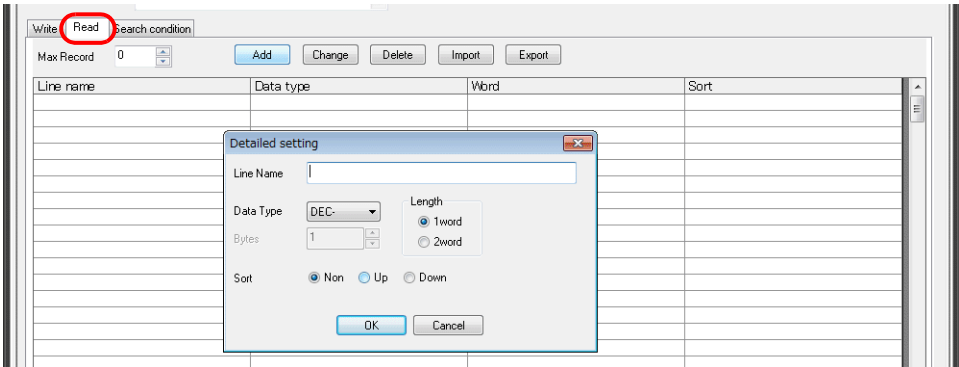 Write Read Search condition
Max Record 0 Add Change Delete Import Export
Line name Data type Word Sort
Detailed setting
Line Name
Data Type DEC- Length
1word
Bytes 1 2word
Sort Non Up Down
OK Cancel